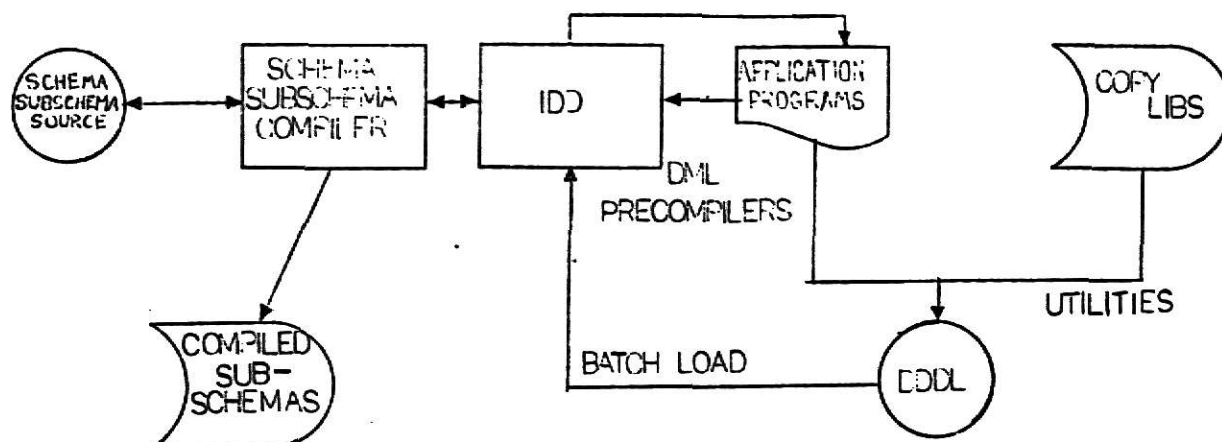 SCHEMA
SUBSCHEMA
SOURCE
SCHEMA
SUBSCHEMA
COMPILER
IDD
APPLICATION
PROGRAMS
COPY
LIBS
DML
PRECOMPILERS
UTILITIES
COMPILED
SUB-
SCHEMAS
BATCH LOAD
DDDL